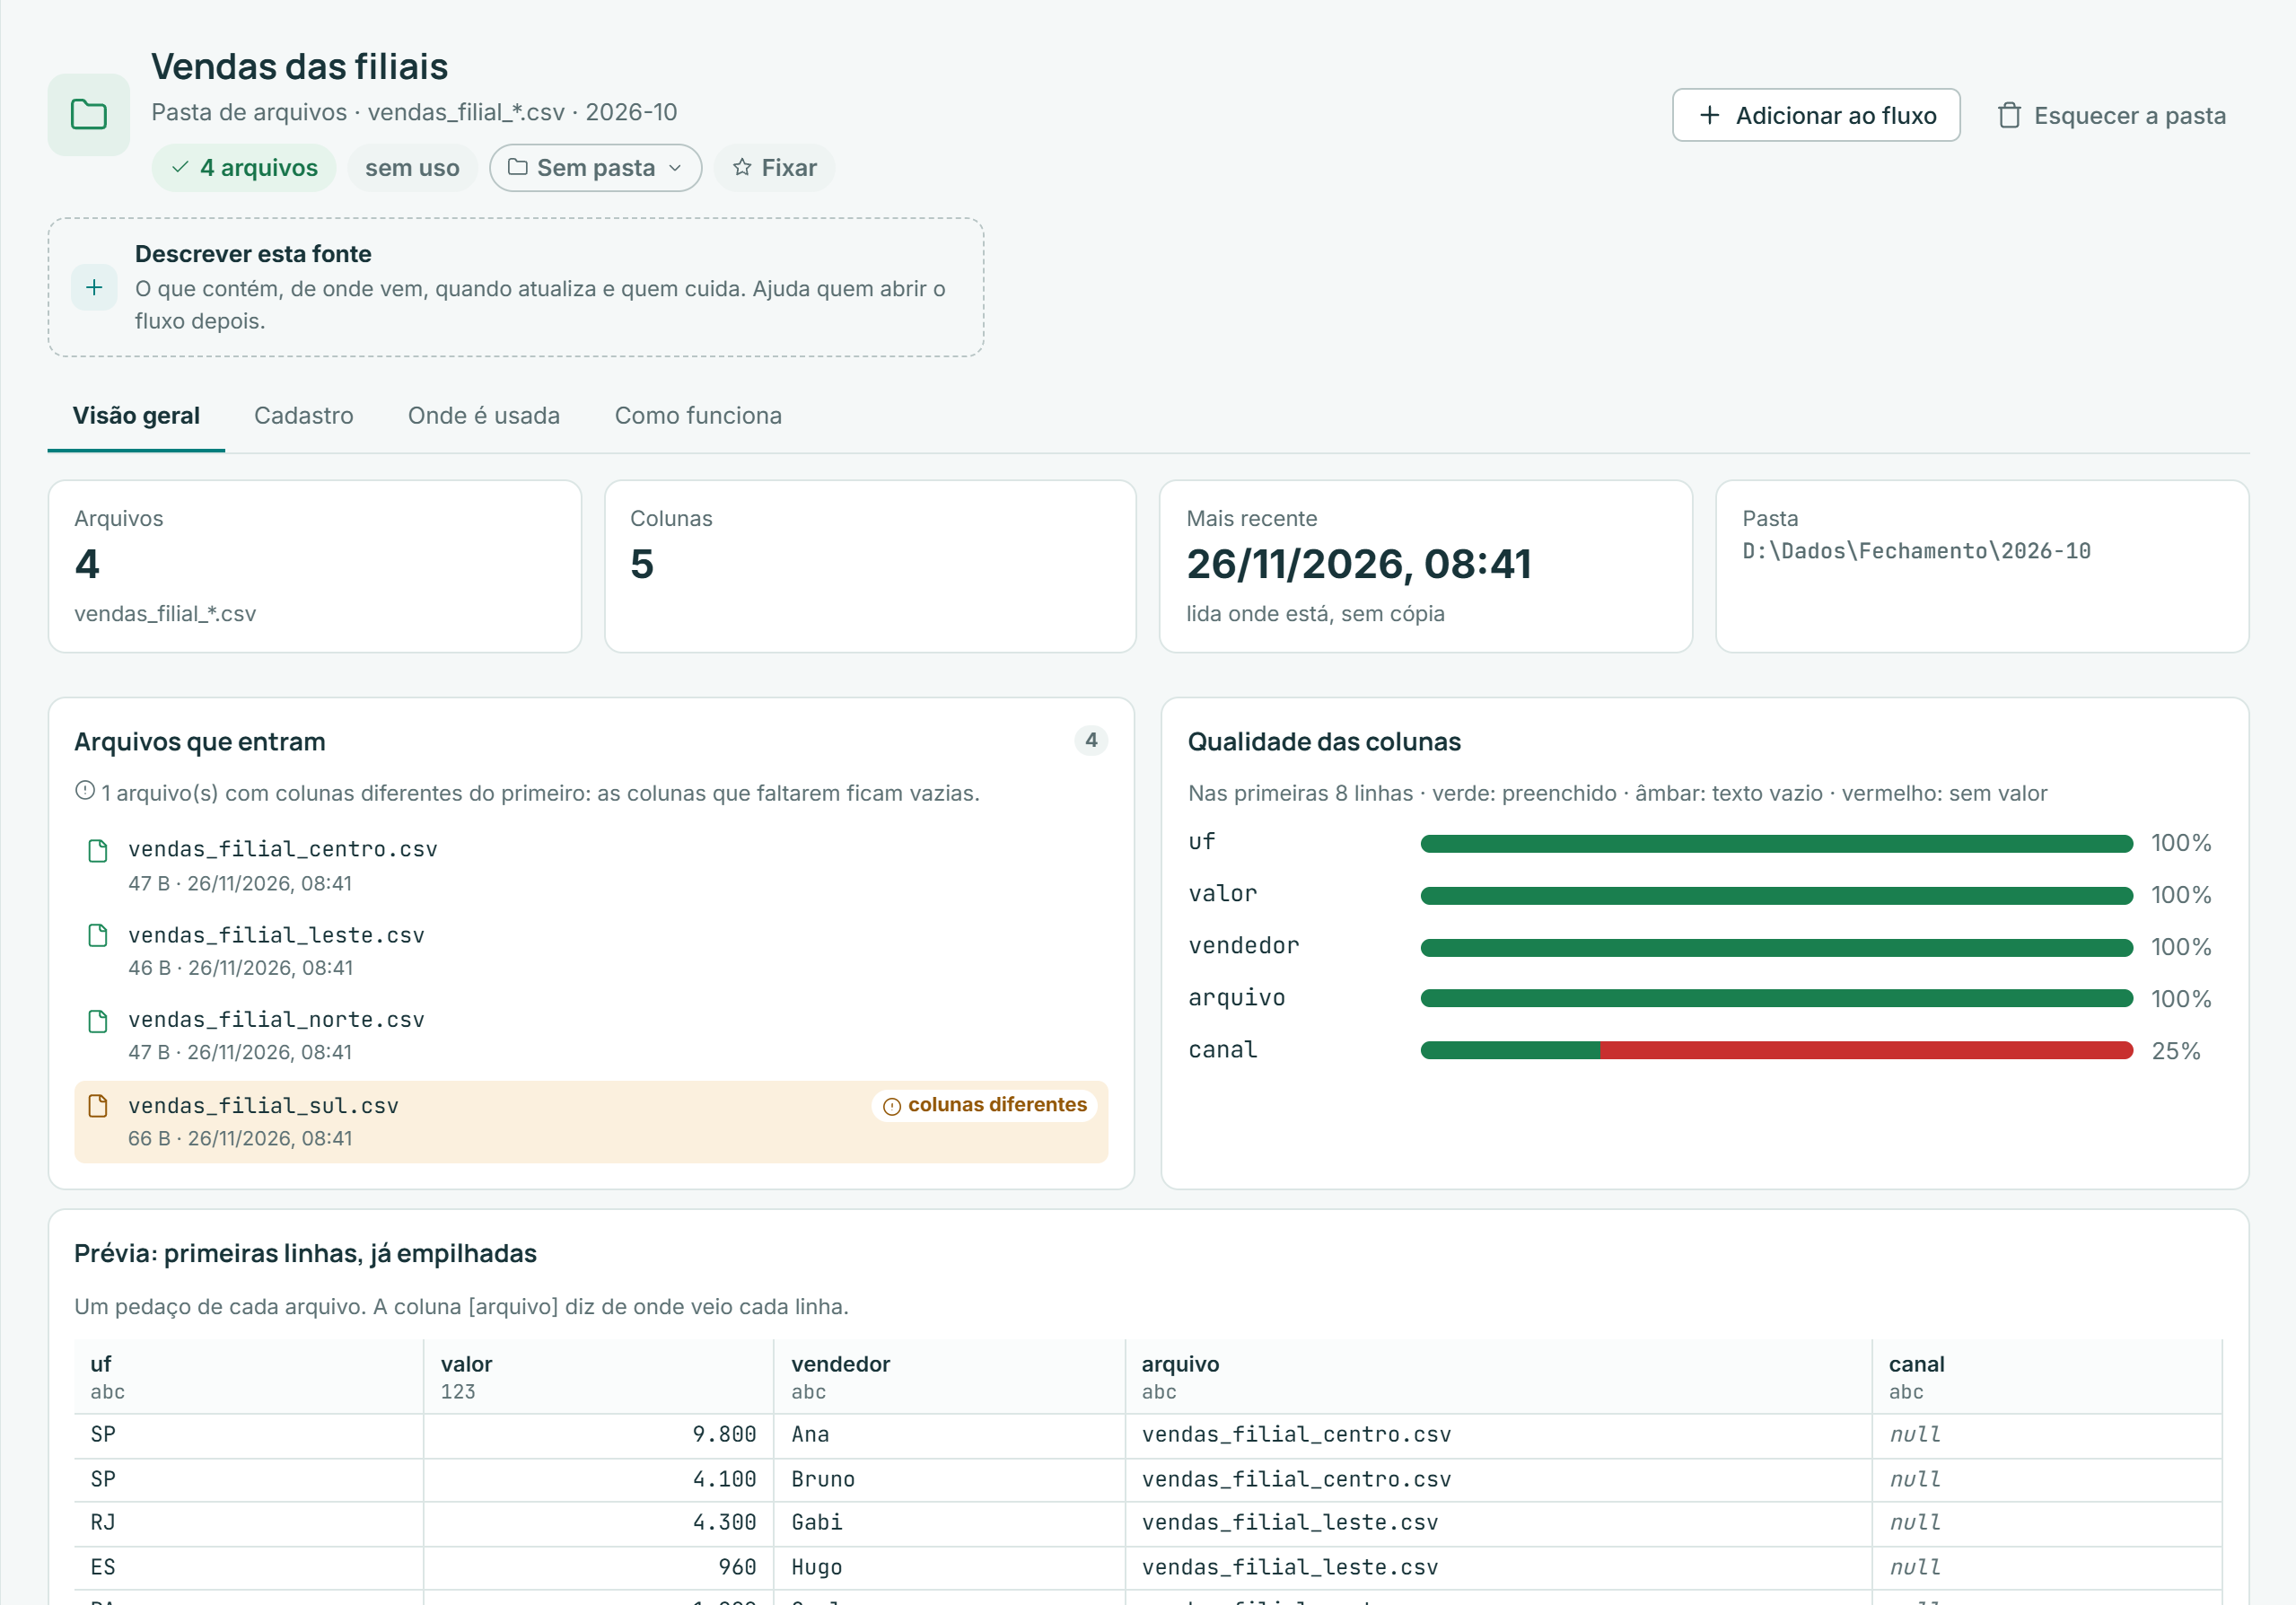 Vendas das filiais
Pasta de arquivos · vendas_filial_*.csv · 2026-10
4 arquivos
sem uso
Sem pasta
Fixar
Adicionar ao fluxo
Esquecer a pasta
Descrever esta fonte
O que contém, de onde vem, quando atualiza e quem cuida. Ajuda quem abrir o
fluxo depois.
Visão geral
Cadastro
Onde é usada
Como funciona
Arquivos
4
vendas_filial_*.csv
Colunas
5
Mais recente
26/11/2026, 08:41
lida onde está, sem cópia
Pasta
D:\Dados\Fechamento\2026-10
Arquivos que entram
4
1 arquivo(s) com colunas diferentes do primeiro: as colunas que faltarem ficam vazias.
vendas_filial_centro.csv
47 B · 26/11/2026, 08:41
vendas_filial_leste.csv
46 B · 26/11/2026, 08:41
vendas_filial_norte.csv
47 B · 26/11/2026, 08:41
vendas_filial_sul.csv
colunas diferentes
66 B · 26/11/2026, 08:41
Qualidade das colunas
Nas primeiras 8 linhas · verde: preenchido · âmbar: texto vazio · vermelho: sem valor
uf 100%
valor 100%
vendedor 100%
arquivo 100%
canal 25%
Prévia: primeiras linhas, já empilhadas
Um pedaço de cada arquivo. A coluna [arquivo] diz de onde veio cada linha.
uf valor vendedor arquivo canal
abc 123 abc abc abc
SP 9.800 Ana vendas_filial_centro.csv null
SP 4.100 Bruno vendas_filial_centro.csv null
RJ 4.300 Gabi vendas_filial_leste.csv null
ES 960 Hugo vendas_filial_leste.csv null